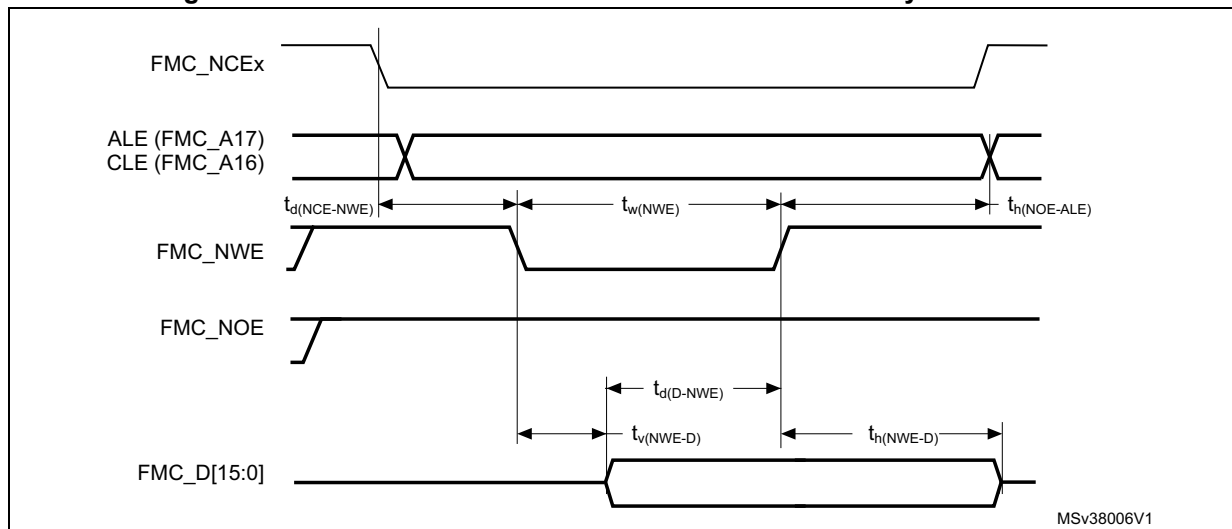 FMC_NCEx
ALE (FMC_A17)
CLE (FMC_A16)
td(NCE-NWE)
tw(NWE)
th(NOE-ALE)
FMC_NWE
FMC_NOE
td(D-NWE)
tv(NWE-D)
th(NWE-D)
FMC_D[15:0]
MSv38006V1